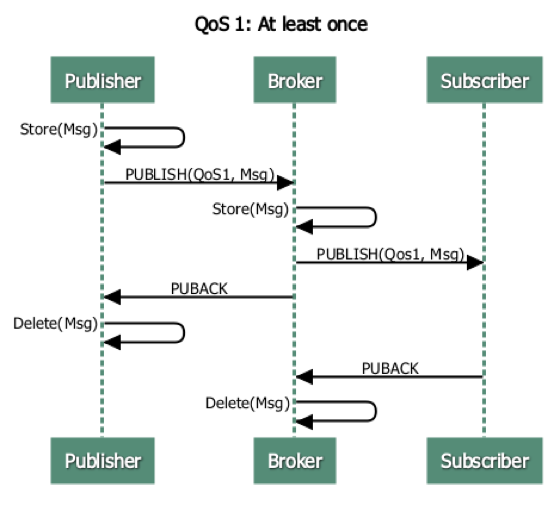 QoS 1: At least once
Publisher
Broker
Subscriber
Store(Msg)
PUBLISH(QoS1, Msg)
Store(Msg)
PUBLISH(Qos1, Msg)
PUBACK
Delete(Msg)
PUBACK
Delete(Msg)
Publisher
Broker
Subscriber